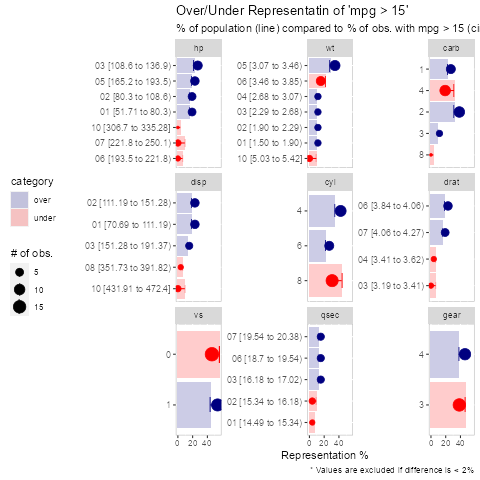 Over/Under Representatin of 'mpg > 15'
% of population (line) compared to % of obs. with mpg > 15 (ci
hp
03 [108.6 to 136.9)
05 [165.2 to 193.5)
02 [80.3 to 108.6)
01 [51.71 to 80.3)
10 [306.7 to 335.28]
07 [221.8 to 250.1)
06 [193.5 to 221.8)
wt
05 [3.07 to 3.46)
06 [3.46 to 3.85)
04 [2.68 to 3.07)
03 [2.29 to 2.68)
02 [1.90 to 2.29)
01 [1.50 to 1.90)
10 [5.03 to 5.42]
carb
1
4
2
3
8
disp
02 [111.19 to 151.28)
01 [70.69 to 111.19)
03 [151.28 to 191.37)
08 [351.73 to 391.82)
10 [431.91 to 472.4]
cyl
4
6
8
drat
06 [3.84 to 4.06)
07 [4.06 to 4.27)
04 [3.41 to 3.62)
03 [3.19 to 3.41)
category
over
under
# of obs.
5
10
15
vs
0
1
0 20 40
qsec
07 [19.54 to 20.38)
06 [18.7 to 19.54)
03 [16.18 to 17.02)
02 [15.34 to 16.18)
01 [14.49 to 15.34)
0 20 40
gear
4
3
0 20 40
Representation %
* Values are excluded if difference is < 2%